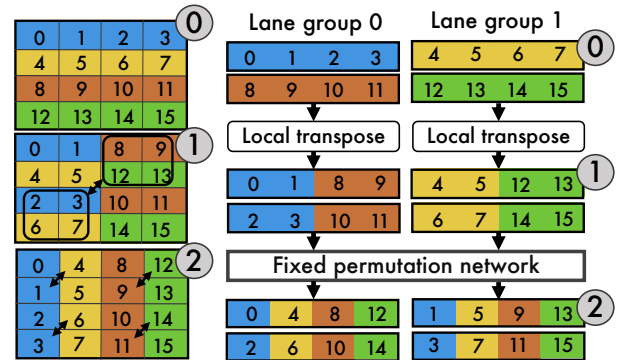 0
0 1 2 3
4 5 6 7
8 9 10 11
12 13 14 15
1
0 1 8 9
4 5 12 13
2 3 10 11
6 7 14 15
2
0 4 8 12
1 5 9 13
2 6 10 14
3 7 11 15
Lane group 0
0 1 2 3
8 9 10 11
Local transpose
0 1 8 9
2 3 10 11
Lane group 1
0
4 5 6 7
12 13 14 15
Local transpose
1
4 5 12 13
6 7 14 15
Fixed permutation network
0 4 8 12
2 6 10 14
2
1 5 9 13
3 7 11 15